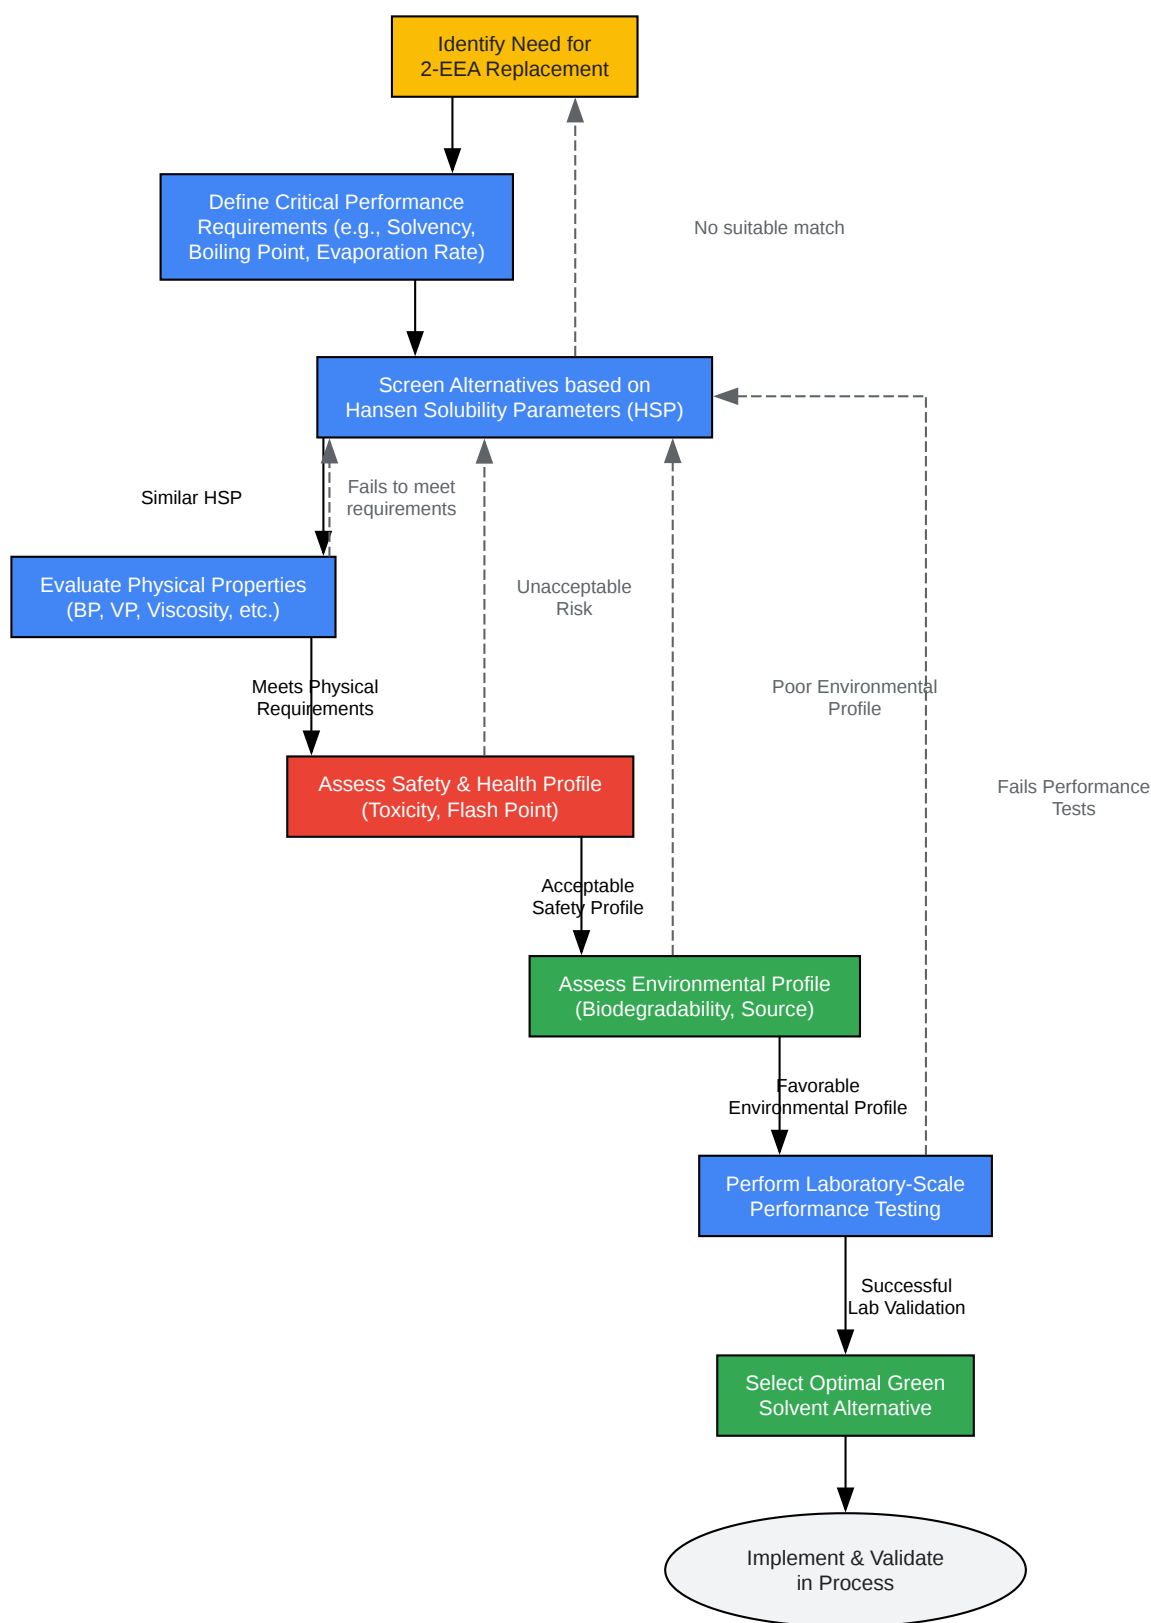 Identify Need for
2-EEA Replacement
Define Critical Performance
Requirements (e.g., Solvency,
Boiling Point, Evaporation Rate)
No suitable match
Screen Alternatives based on
Hansen Solubility Parameters (HSP)
Similar HSP
Fails to meet
requirements
Evaluate Physical Properties
(BP, VP, Viscosity, etc.)
Unacceptable
Risk
Meets Physical
Requirements
Poor Environmental
Profile
Assess Safety & Health Profile
(Toxicity, Flash Point)
Fails Performance
Tests
Acceptable
Safety Profile
Assess Environmental Profile
(Biodegradability, Source)
Favorable
Environmental Profile
Perform Laboratory-Scale
Performance Testing
Successful
Lab Validation
Select Optimal Green
Solvent Alternative
Implement & Validate
in Process